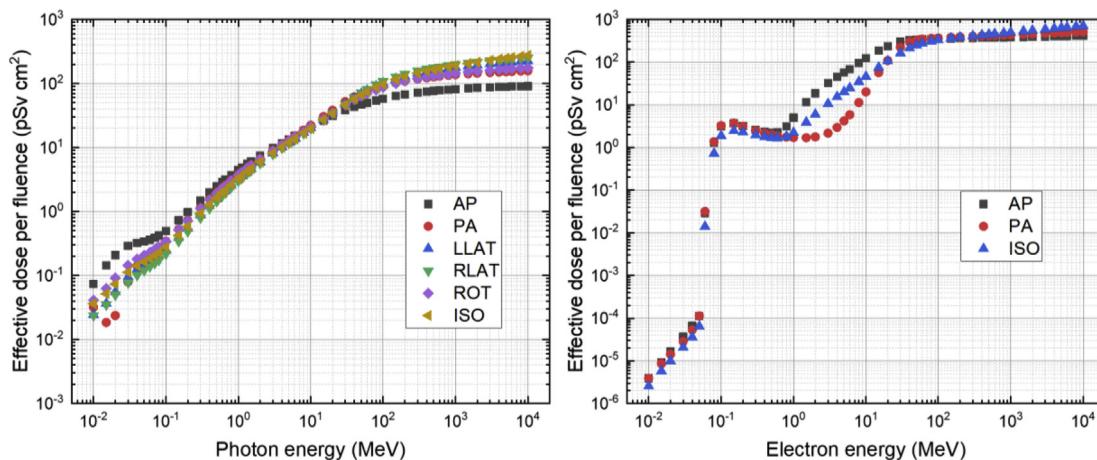 Effective dose per fluence (pSv cm²)
10³
10²
10¹
10⁰
10⁻¹
10⁻²
10⁻³
AP
PA
LLAT
RLAT
ROT
ISO
10⁻² 10⁻¹ 10⁰ 10¹ 10² 10³ 10⁴
Photon energy (MeV)
Effective dose per fluence (pSv cm²)
10³
10²
10¹
10⁰
10⁻¹
10⁻²
10⁻³
10⁻⁴
10⁻⁵
10⁻⁶
AP
PA
ISO
10⁻² 10⁻¹ 10⁰ 10¹ 10² 10³ 10⁴
Electron energy (MeV)